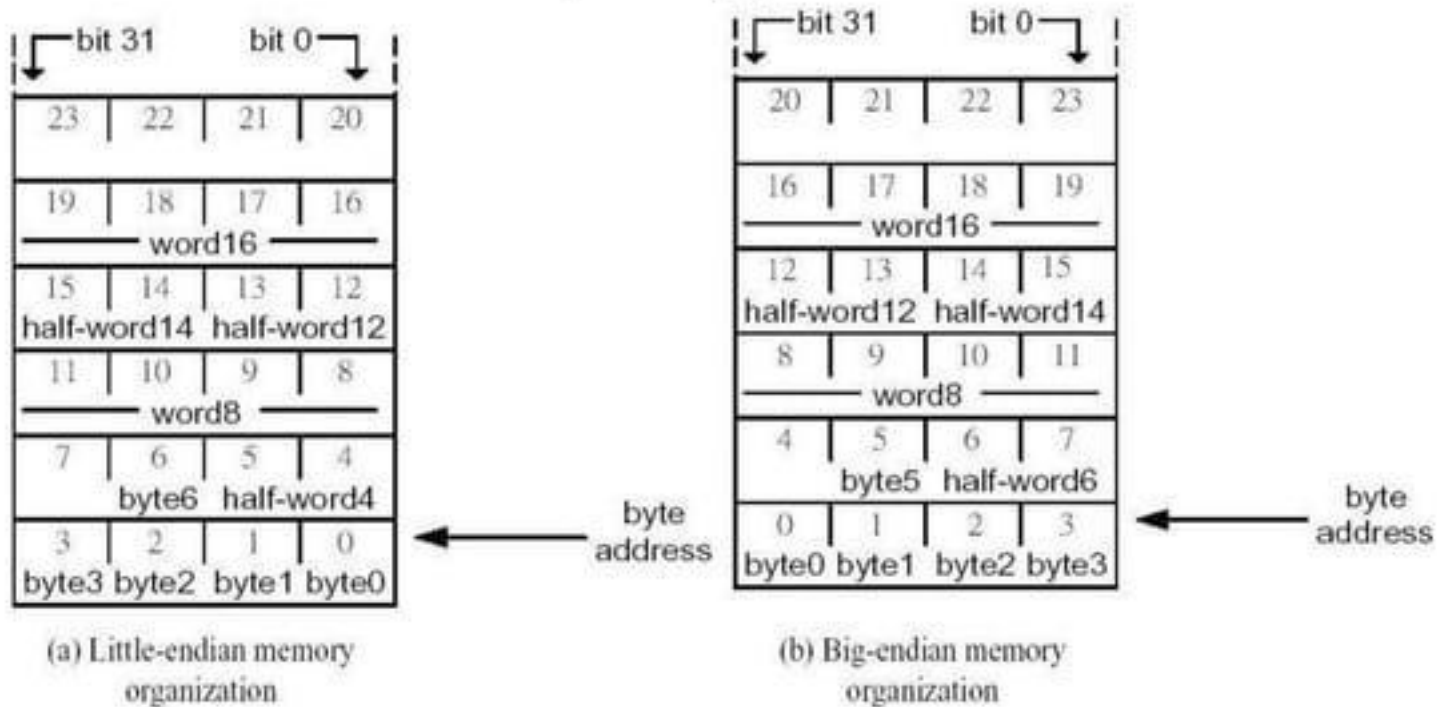 bit 31 bit 0
23 22 21 20
19 18 17 16
word16
15 14 13 12
half-word14 half-word12
11 10 9 8
word8
7 6 5 4
byte6 half-word4
3 2 1 0
byte3 byte2 byte1 byte0
byte
address
(a) Little-endian memory
organization
bit 31 bit 0
20 21 22 23
16 17 18 19
word16
12 13 14 15
half-word12 half-word14
8 9 10 11
word8
4 5 6 7
byte5 half-word6
0 1 2 3
byte0 byte1 byte2 byte3
byte
address
(b) Big-endian memory
organization